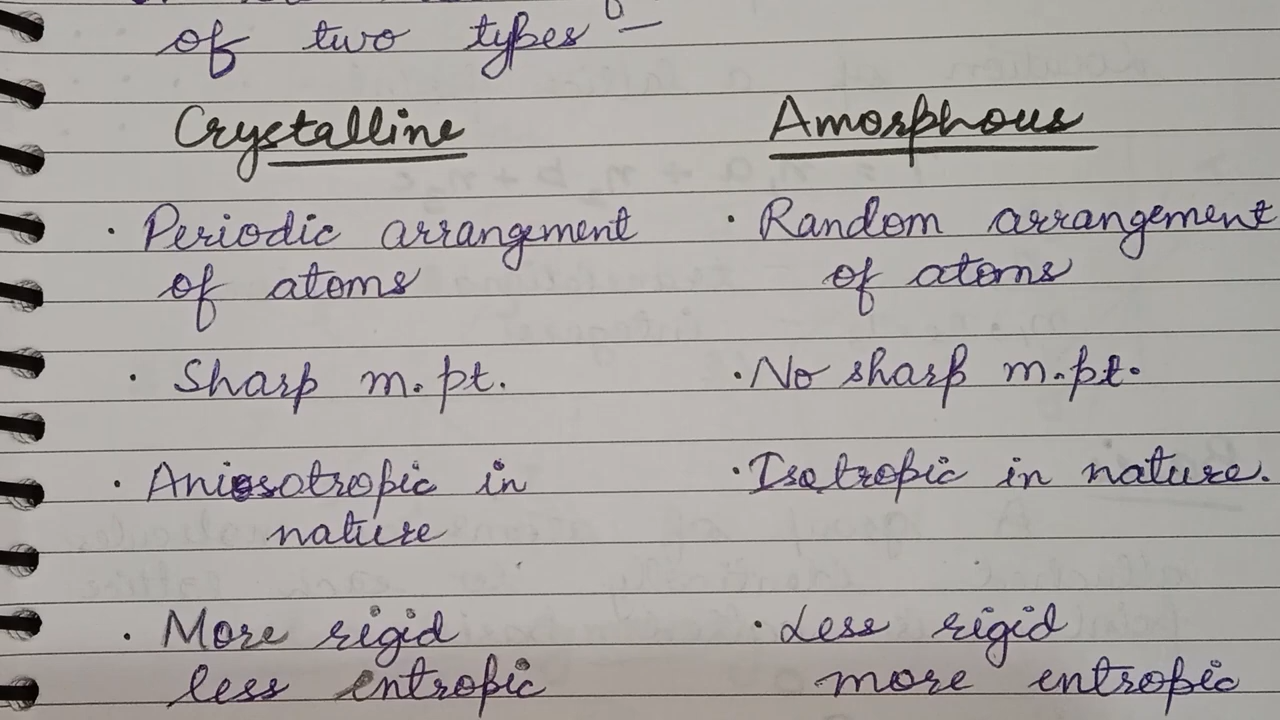 of two types -
Crystalline
Amorphous
· Periodic arrangement
of atoms
· Random arrangement
of atoms
· Sharp m.pt.
· No sharp m.pt.
· Anisotropic in
nature
· Isotropic in nature.
· More rigid
less entropic
· Less rigid
more entropic